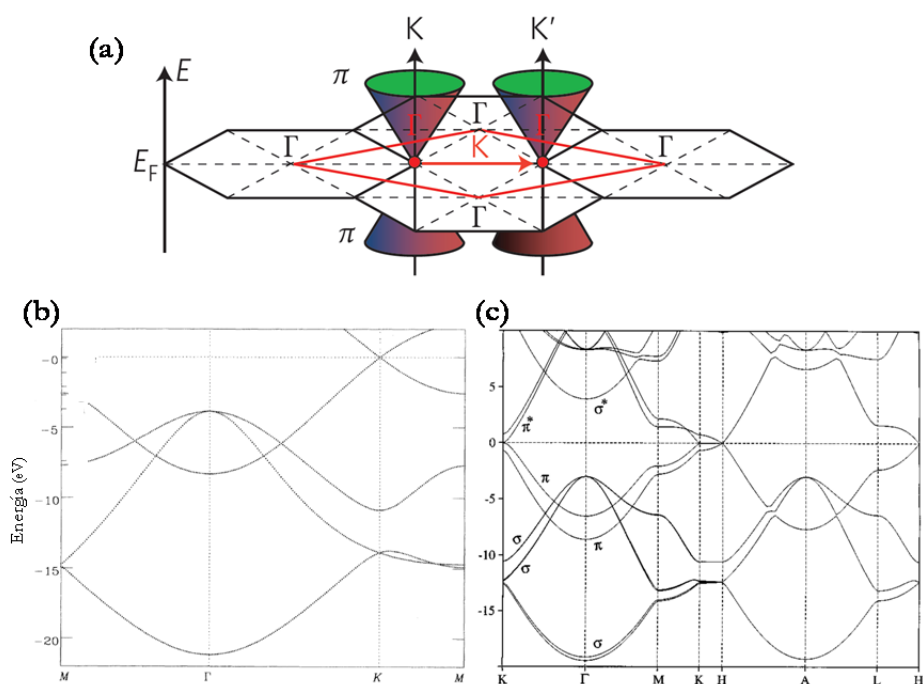 (a)
K K′
E
π
Γ
Γ Γ
Γ Γ
E_F
K
Γ
π
(b)
(c)
Energía (eV)
-0
-5
-10
-15
-20
M Γ K M
5
0
-5
-10
-15
π*
σ*
π
π
σ
σ
σ
K Γ M K H A L H